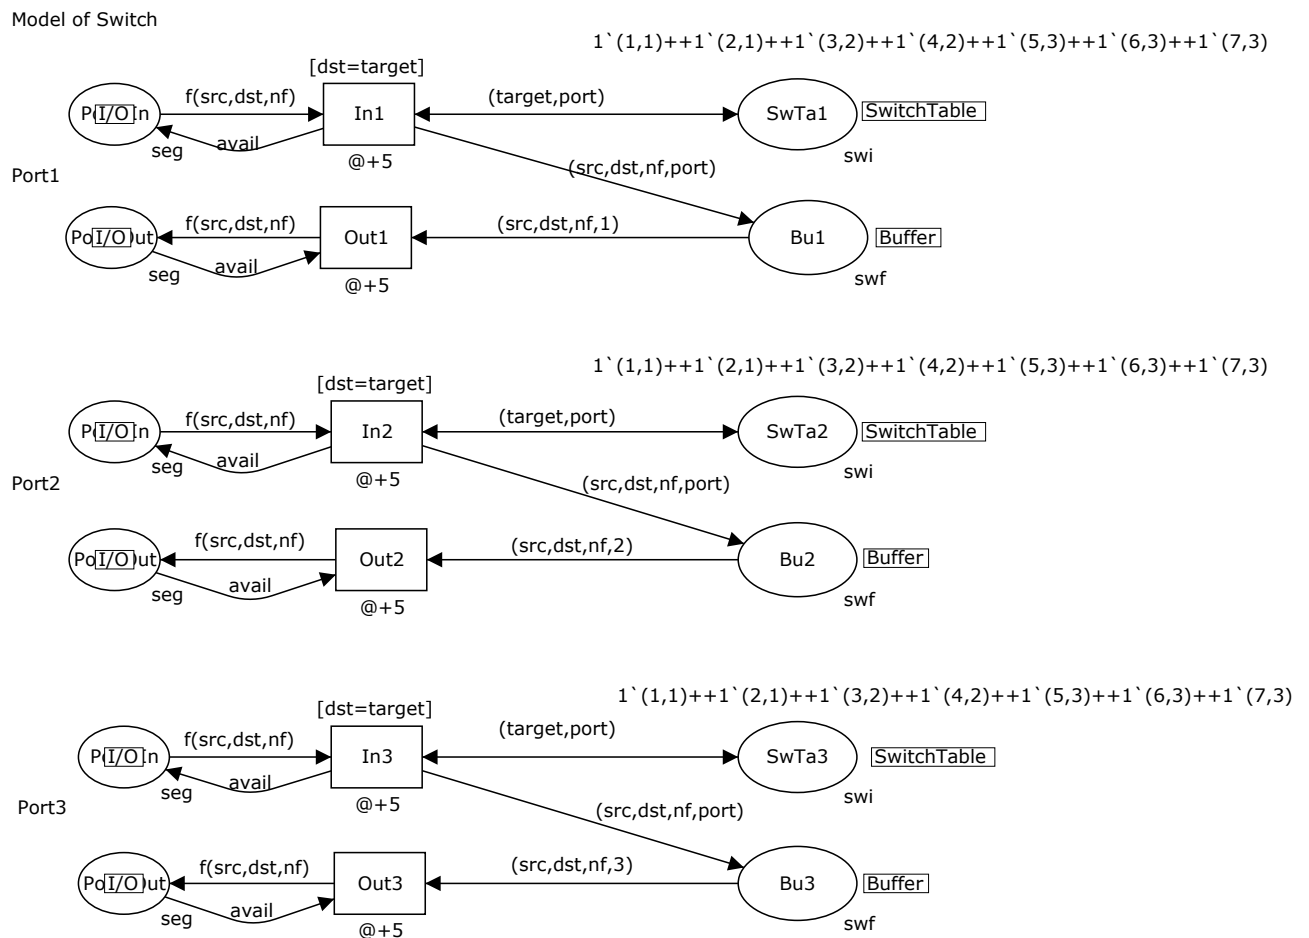 Model of Switch
1`(1,1)++1`(2,1)++1`(3,2)++1`(4,2)++1`(5,3)++1`(6,3)++1`(7,3)
[dst=target]
I/O
f(src,dst,nf)
In1
(target,port)
SwTa1
SwitchTable
seg
avail
@+5
swi
Port1
(src,dst,nf,port)
I/O
f(src,dst,nf)
Out1
(src,dst,nf,1)
Bu1
Buffer
seg
avail
@+5
swf
1`(1,1)++1`(2,1)++1`(3,2)++1`(4,2)++1`(5,3)++1`(6,3)++1`(7,3)
[dst=target]
I/O
f(src,dst,nf)
In2
(target,port)
SwTa2
SwitchTable
seg
avail
@+5
swi
Port2
(src,dst,nf,port)
I/O
f(src,dst,nf)
Out2
(src,dst,nf,2)
Bu2
Buffer
seg
avail
@+5
swf
1`(1,1)++1`(2,1)++1`(3,2)++1`(4,2)++1`(5,3)++1`(6,3)++1`(7,3)
[dst=target]
I/O
f(src,dst,nf)
In3
(target,port)
SwTa3
SwitchTable
seg
avail
@+5
swi
Port3
(src,dst,nf,port)
I/O
f(src,dst,nf)
Out3
(src,dst,nf,3)
Bu3
Buffer
seg
avail
@+5
swf